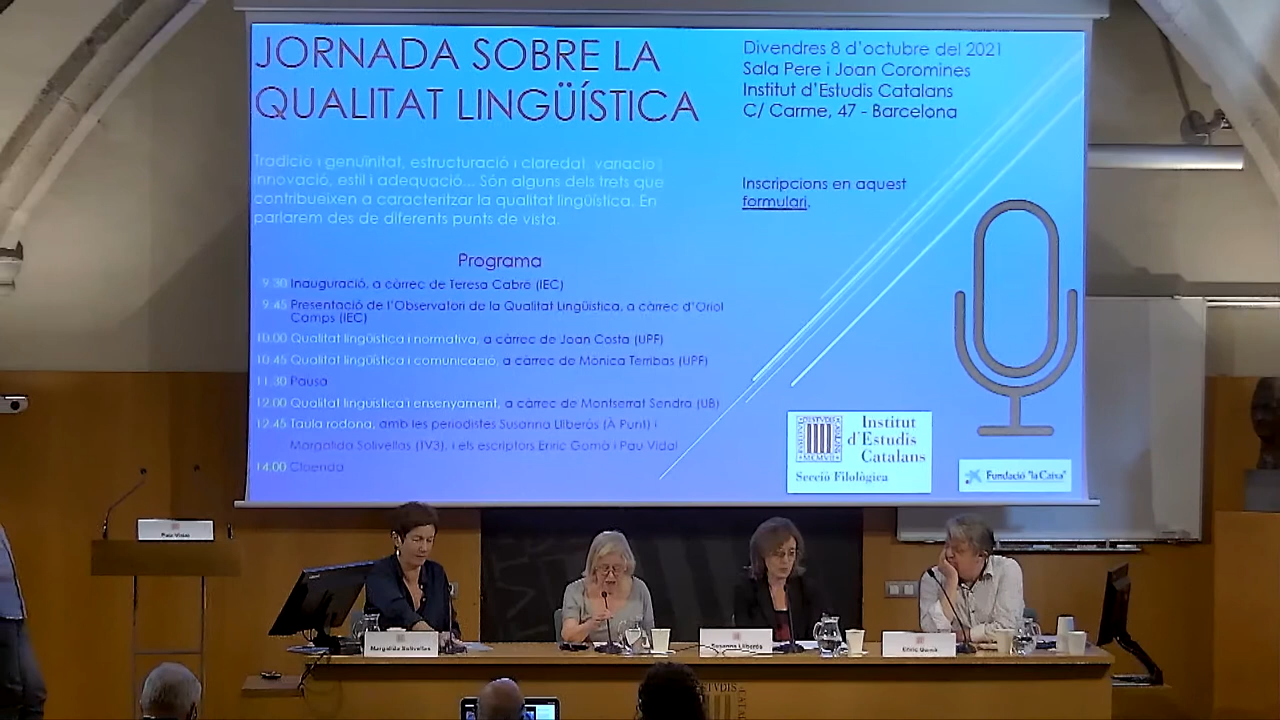 JORNADA SOBRE LA
QUALITAT LINGÜÍSTICA
Divendres 8 d'octubre del 2021
Sala Pere i Joan Coromines
Institut d'Estudis Catalans
C/ Carme, 47 - Barcelona
Tradició i genuïnitat, estructuració i claredat, variació i
innovació, estil i adequació... Són alguns dels trets que
contribueixen a caracteritzar la qualitat lingüística. En
parlarem des de diferents punts de vista.
Inscripcions en aquest
formulari.
Programa
9.30 Inauguració, a càrrec de Teresa Cabré (IEC)
9.45 Presentació de l'Observatori de la Qualitat Lingüística, a càrrec d'Oriol
Camps (IEC)
10.00 Qualitat lingüística i normativa, a càrrec de Joan Costa (UPF)
10.45 Qualitat lingüística i comunicació, a càrrec de Mònica Terribas (UPF)
11.30 Pausa
12.00 Qualitat lingüística i ensenyament, a càrrec de Montserrat Sendra (UB)
12.45 Taula rodona, amb les periodistes Susanna Lliberós (À Punt) i
Margalida Solivellas (TV3), i els escriptors Enric Gomà i Pau Vidal
14.00 Cloenda
Institut
d'Estudis
Catalans
Secció Filològica
Fundació "la Caixa"
Pau Vidal
Margalida Solivellas
Susanna Lliberós
Enric Gomà